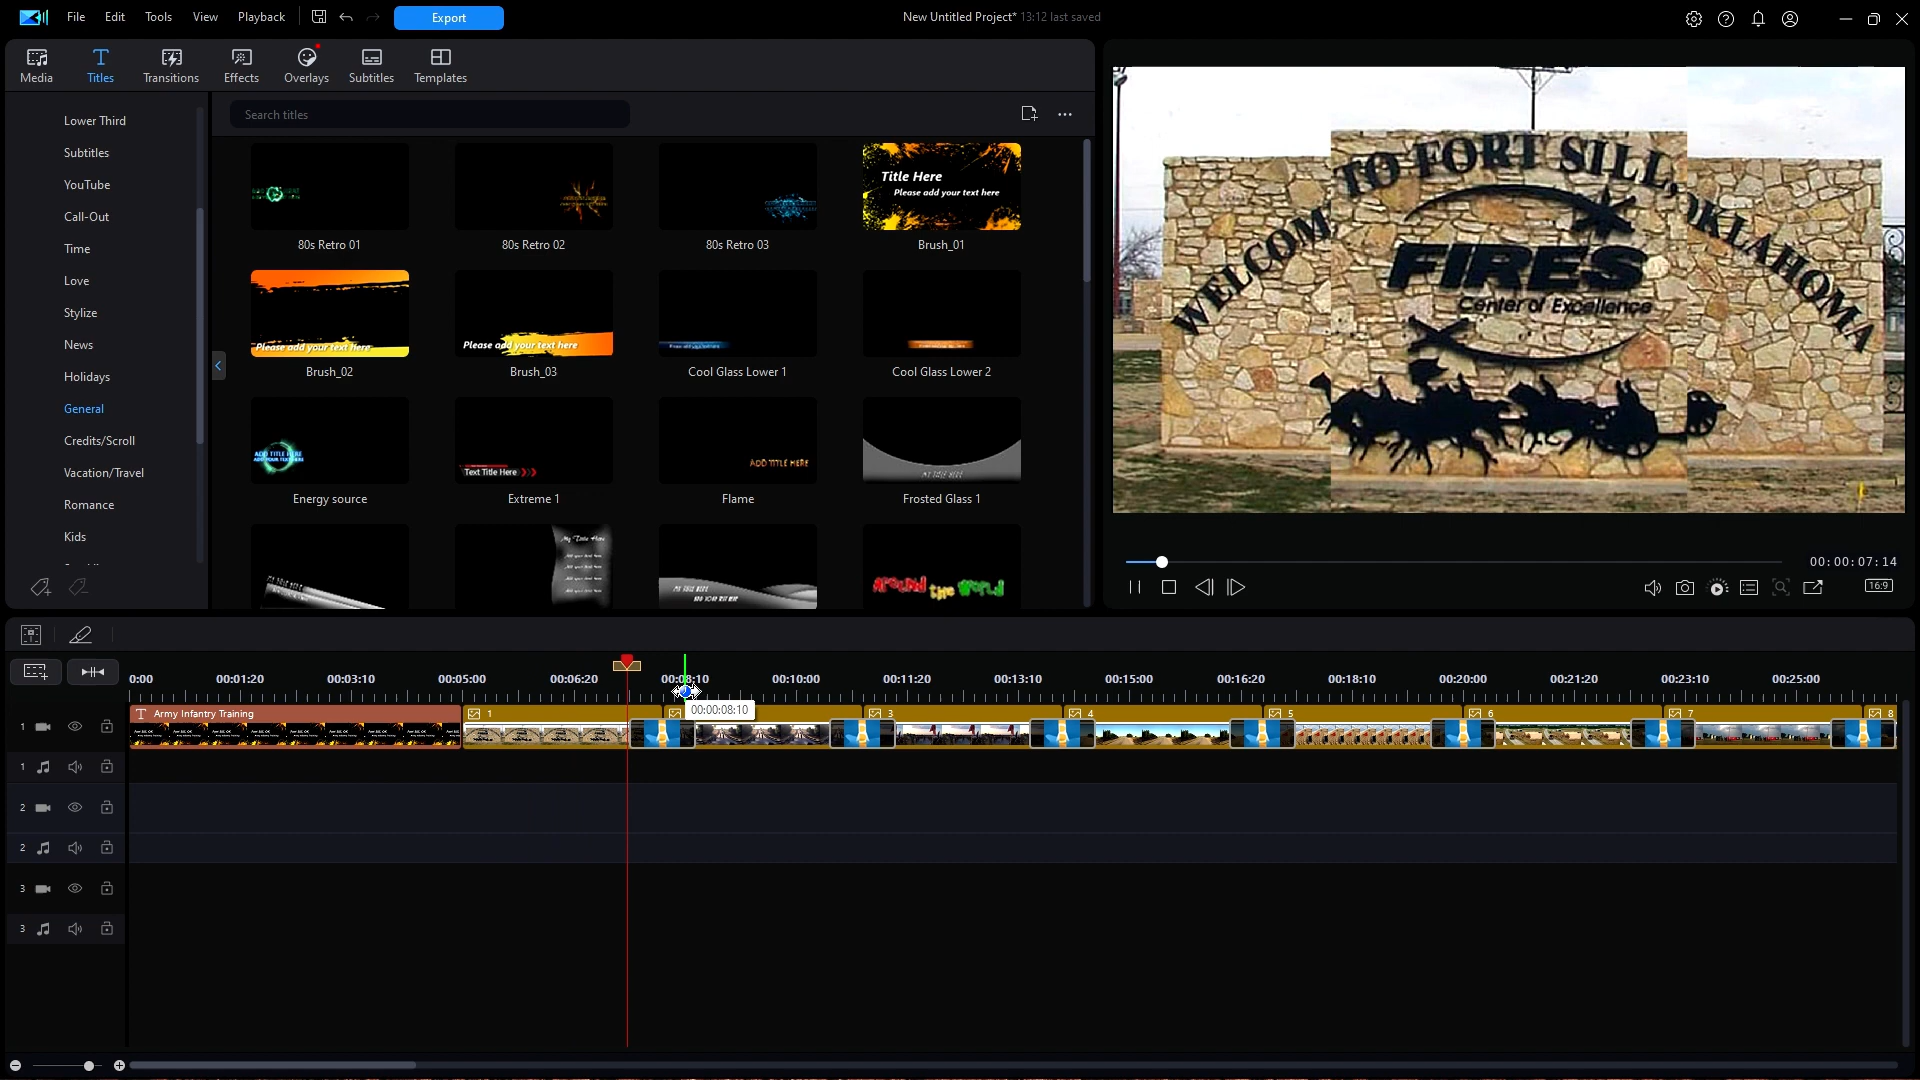 File Edit Tools View Playback Export New Untitled Project* 13:12 last saved
Media Titles Transitions Effects Overlays Subtitles Templates
Search titles
Lower Third
Subtitles
YouTube
Call-Out
Time
Love
Stylize
News
Holidays
General
Credits/Scroll
Vacation/Travel
Romance
Kids
Title Here
Please add your text here
80s Retro 01 80s Retro 02 80s Retro 03 Brush_01
Please add your text here Please add your text here
Brush_02 Brush_03 Cool Glass Lower 1 Cool Glass Lower 2
ADD TITLE HERE
ADD YOUR TEXT HERE
Text Title Here
ADD TITLE HERE
MY TITLE HERE
Energy source Extreme 1 Flame Frosted Glass 1
My Title Here
MY TITLE HERE
ADD YOUR TEXT HERE
Around the World
WELCOM TO FORT SILL, OKLAHOMA
FIRES
Center of Excellence
00:00:07:14
16:9
0:00 00:01:20 00:03:10 00:05:00 00:06:20 00:08:10 00:10:00 00:11:20 00:13:10 00:15:00 00:16:20 00:18:10 00:20:00 00:21:20 00:23:10 00:25:00
00:00:08:10
Army Infantry Training 1 3 4 5 6 7 8
1
1
2
2
3
3